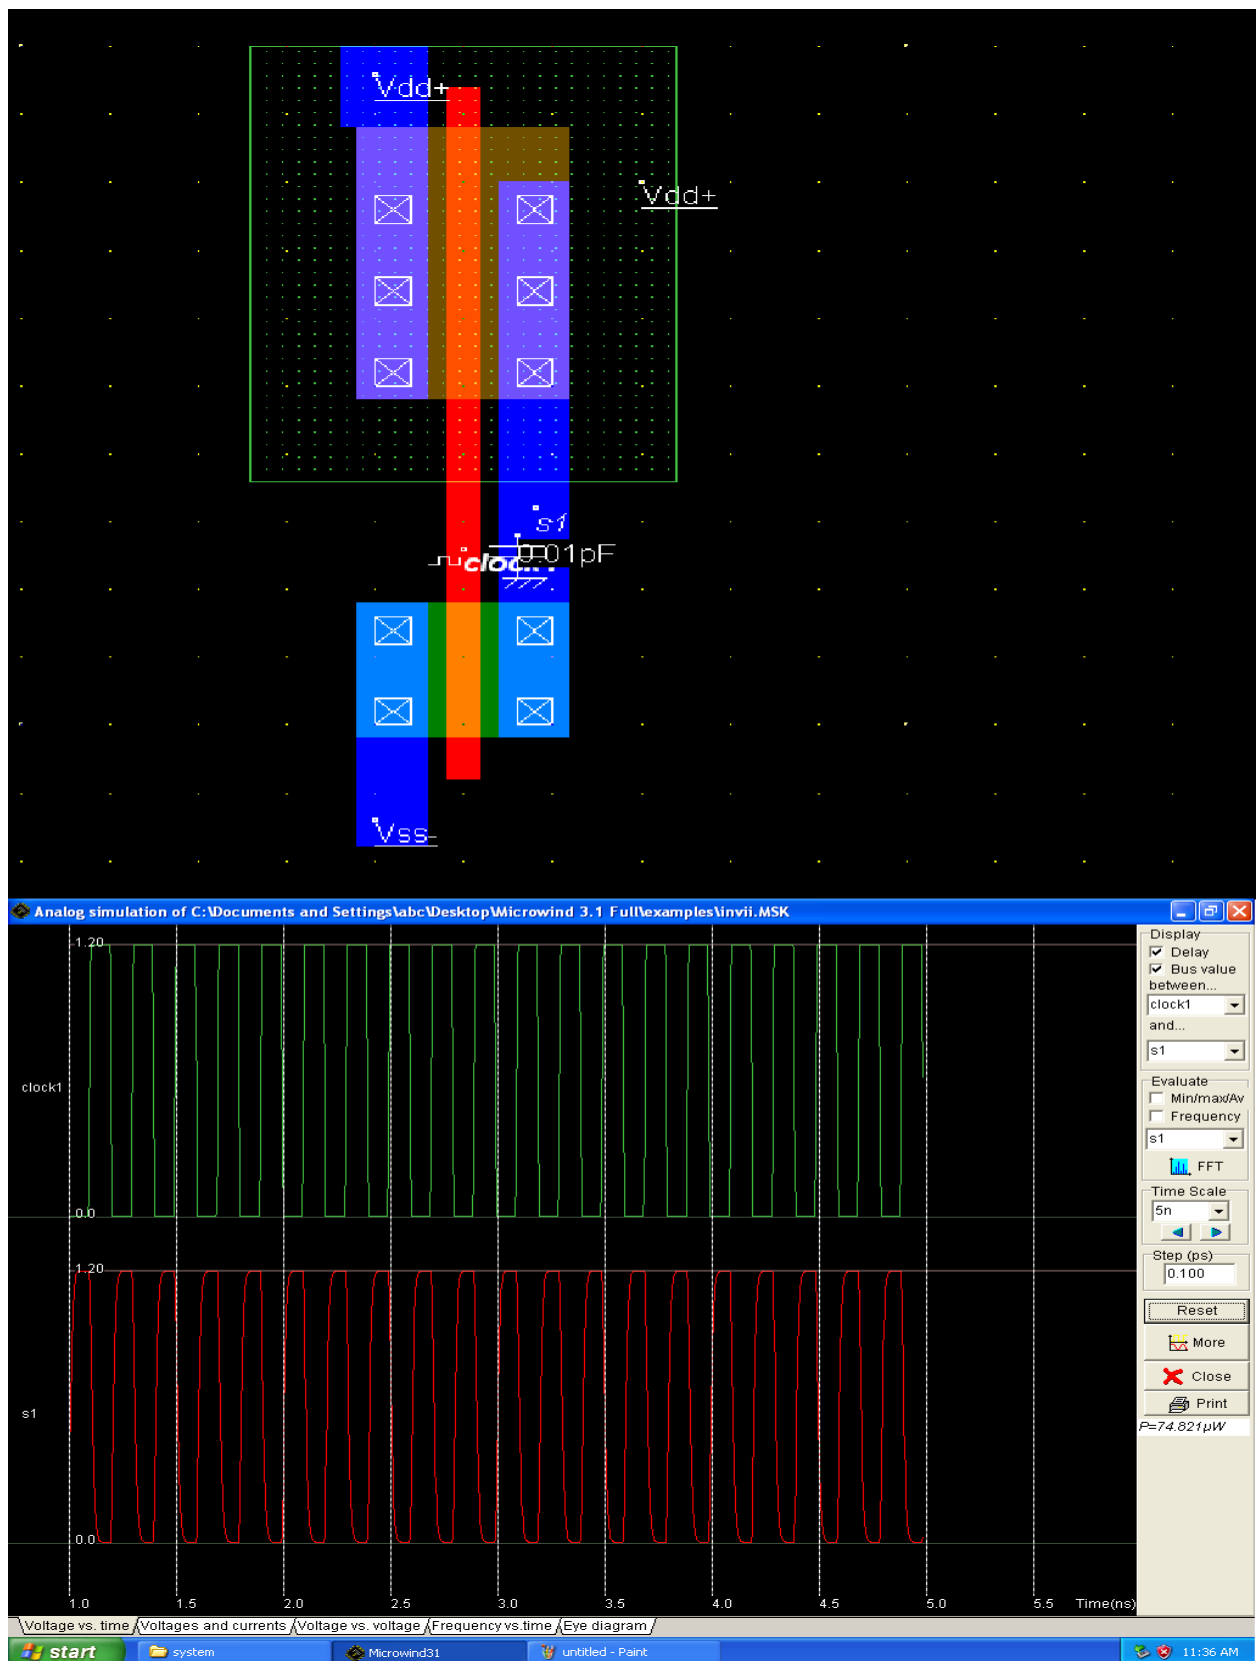 Vdd+
Vdd+
s1
0.01pF
clock1
Vss-
Analog simulation of C:\Documents and Settings\abc\Desktop\Microwind 3.1 Full\examples\invii.MSK
Display
Delay
Bus value
between...
clock1
and...
s1
Evaluate
Min/max/Av
Frequency
s1
FFT
Time Scale
5n
Step (ps)
0.100
Reset
More
Close
Print
P=74.821µW
1.20
clock1
0.0
1.20
s1
0.0
1.0 1.5 2.0 2.5 3.0 3.5 4.0 4.5 5.0 5.5 Time(ns)
Voltage vs. time Voltages and currents Voltage vs. voltage Frequency vs.time Eye diagram
start system Microwind31 untitled - Paint 11:36 AM